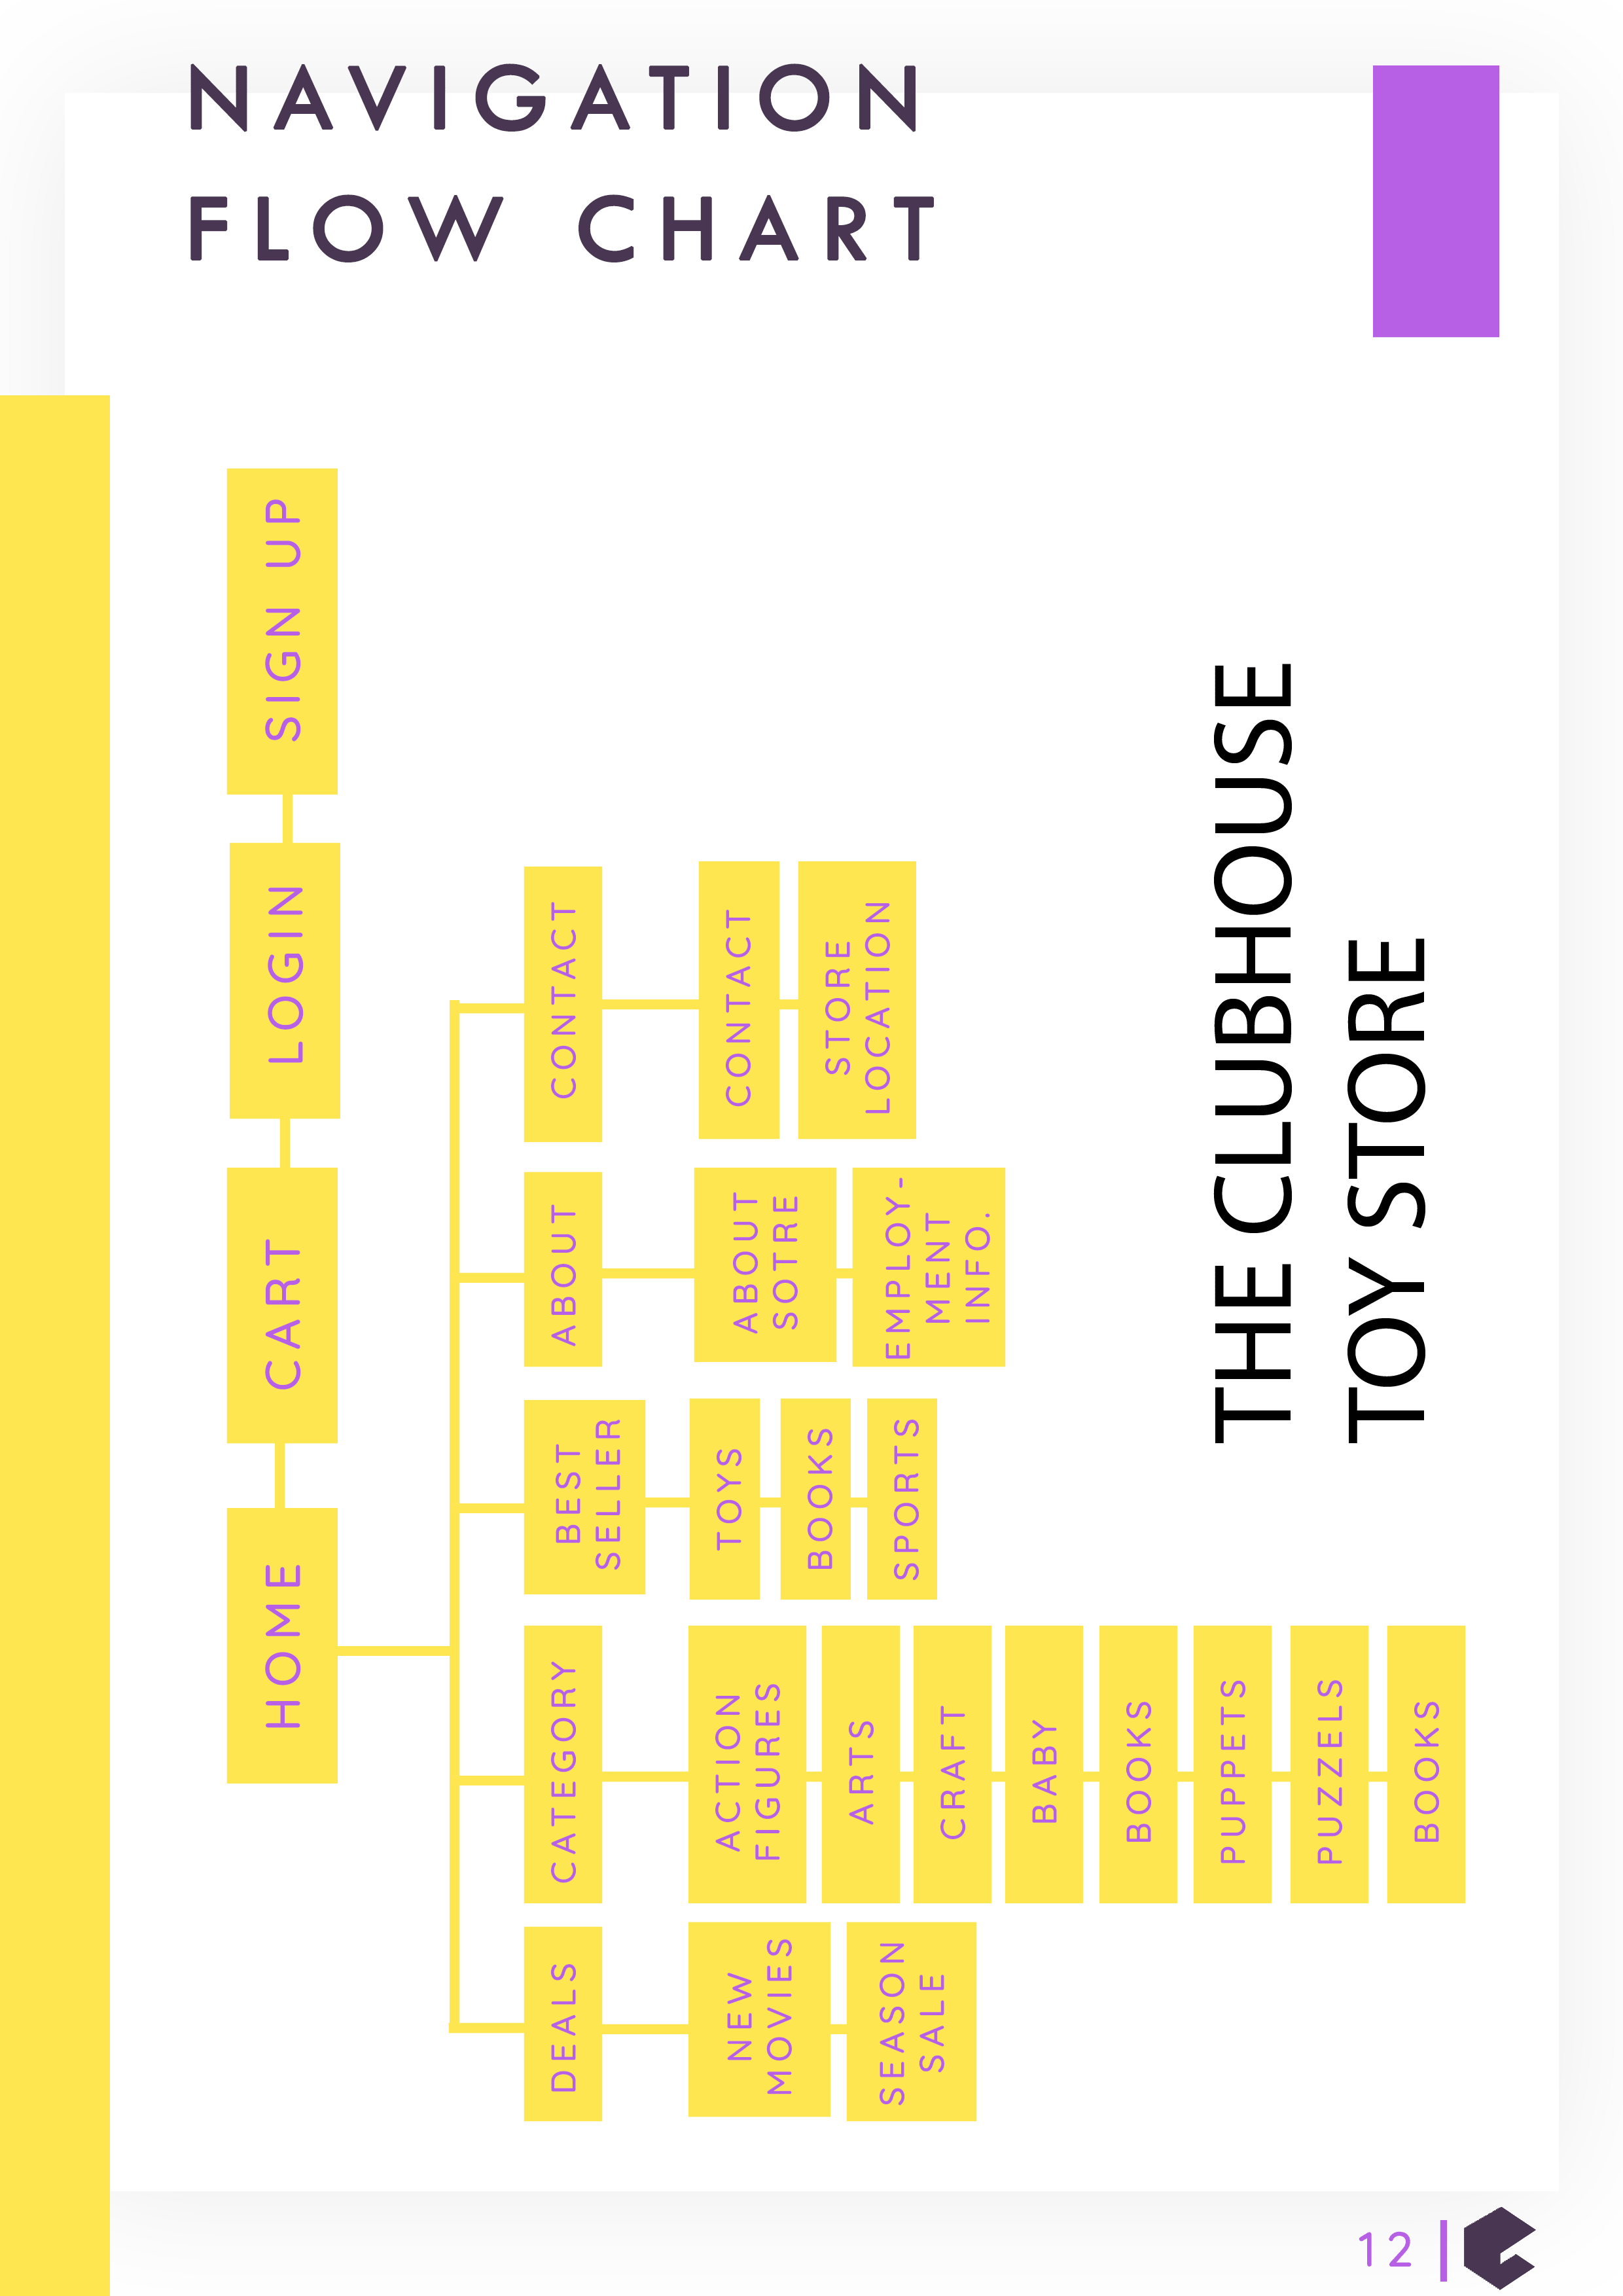 NAVIGATION
FLOW CHART
HOME
CART
LOGIN
SIGN UP
DEALS
NEW
MOVIES
SEASON
SALE
CATEGORY
ACTION
FIGURES
ARTS
CRAFT
BABY
BOOKS
PUPPETS
PUZZELS
BOOKS
BEST
SELLER
TOYS
BOOKS
SPORTS
ABOUT
ABOUT
SOTRE
EMPLOY-
MENT
INFO.
CONTACT
CONTACT
STORE
LOCATION
THE CLUBHOUSE
TOY STORE
12